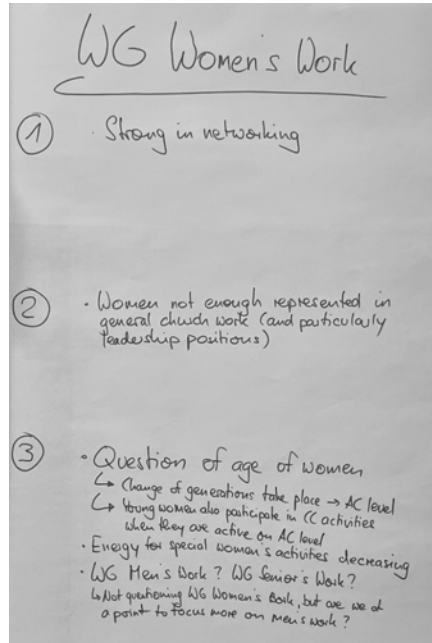 WG Women's Work
① · Strong in networking
② · Women not enough represented in
general church work (and particularly
leadership positions)
③ · Question of age of women
↳ Change of generations take place → AC level
↳ Young women also participate in CC activities
when they are active on AC level
· Energy for special women's activities decreasing
· WG Men's Work? WG Senior's Work?
↳ Not questioning WG Women's Work, but are we at
a point to focus more on men's work?